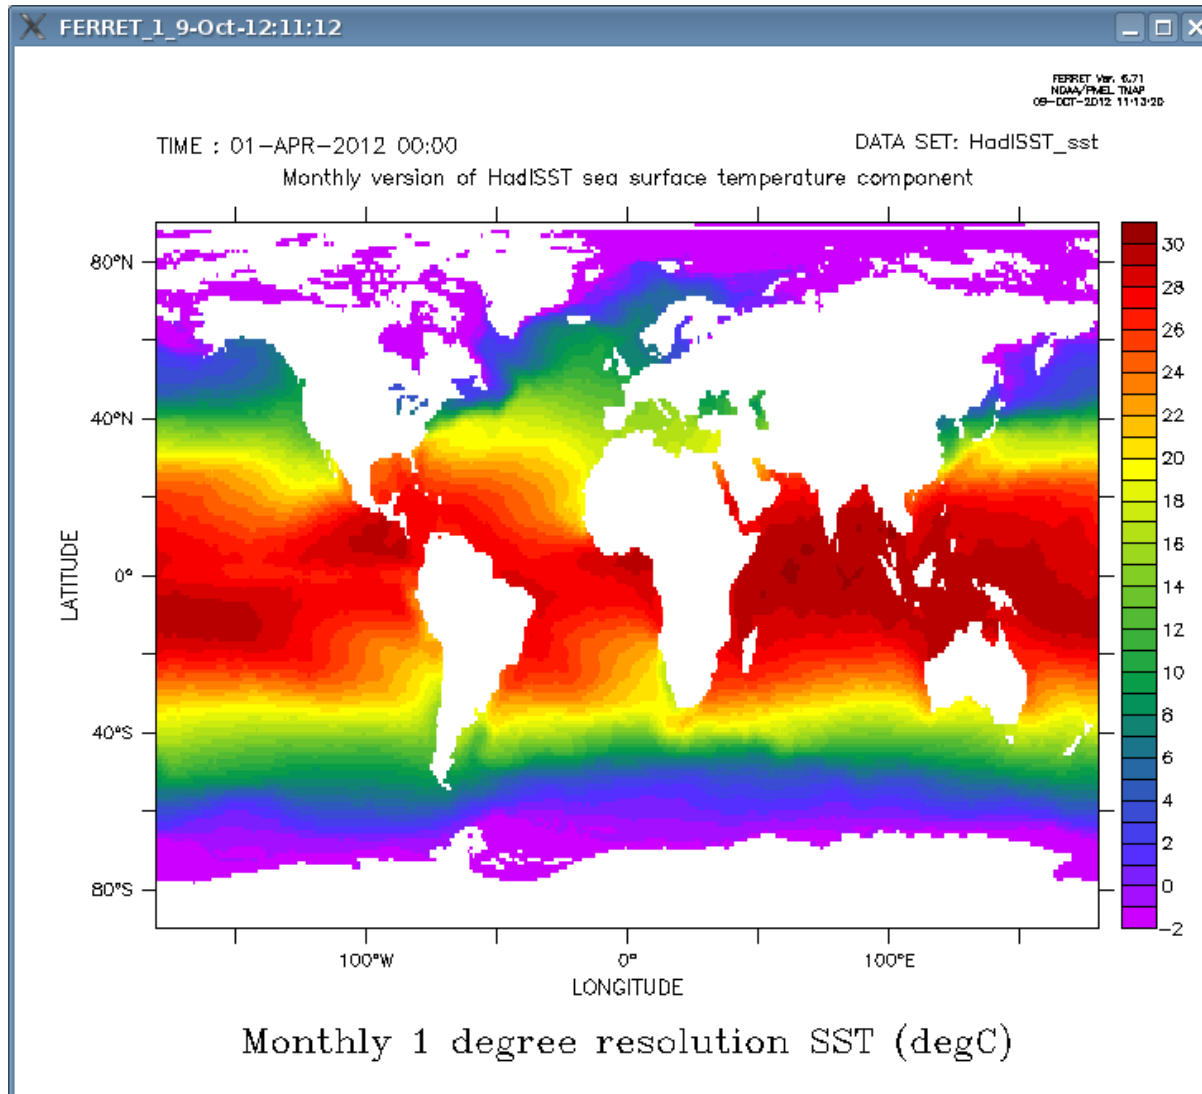 FERRET_1_9-Oct-12:11:12
FERRET Ver. 6.71
NOAA/PMEL TMAP
09-OCT-2012 11:13:20
TIME : 01-APR-2012 00:00
DATA SET: HadISST_sst
Monthly version of HadISST sea surface temperature component
80°N
40°N
0°
40°S
80°S
LATITUDE
100°W
0°
100°E
LONGITUDE
30
28
26
24
22
20
18
16
14
12
10
8
6
4
2
0
-2
Monthly 1 degree resolution SST (degC)